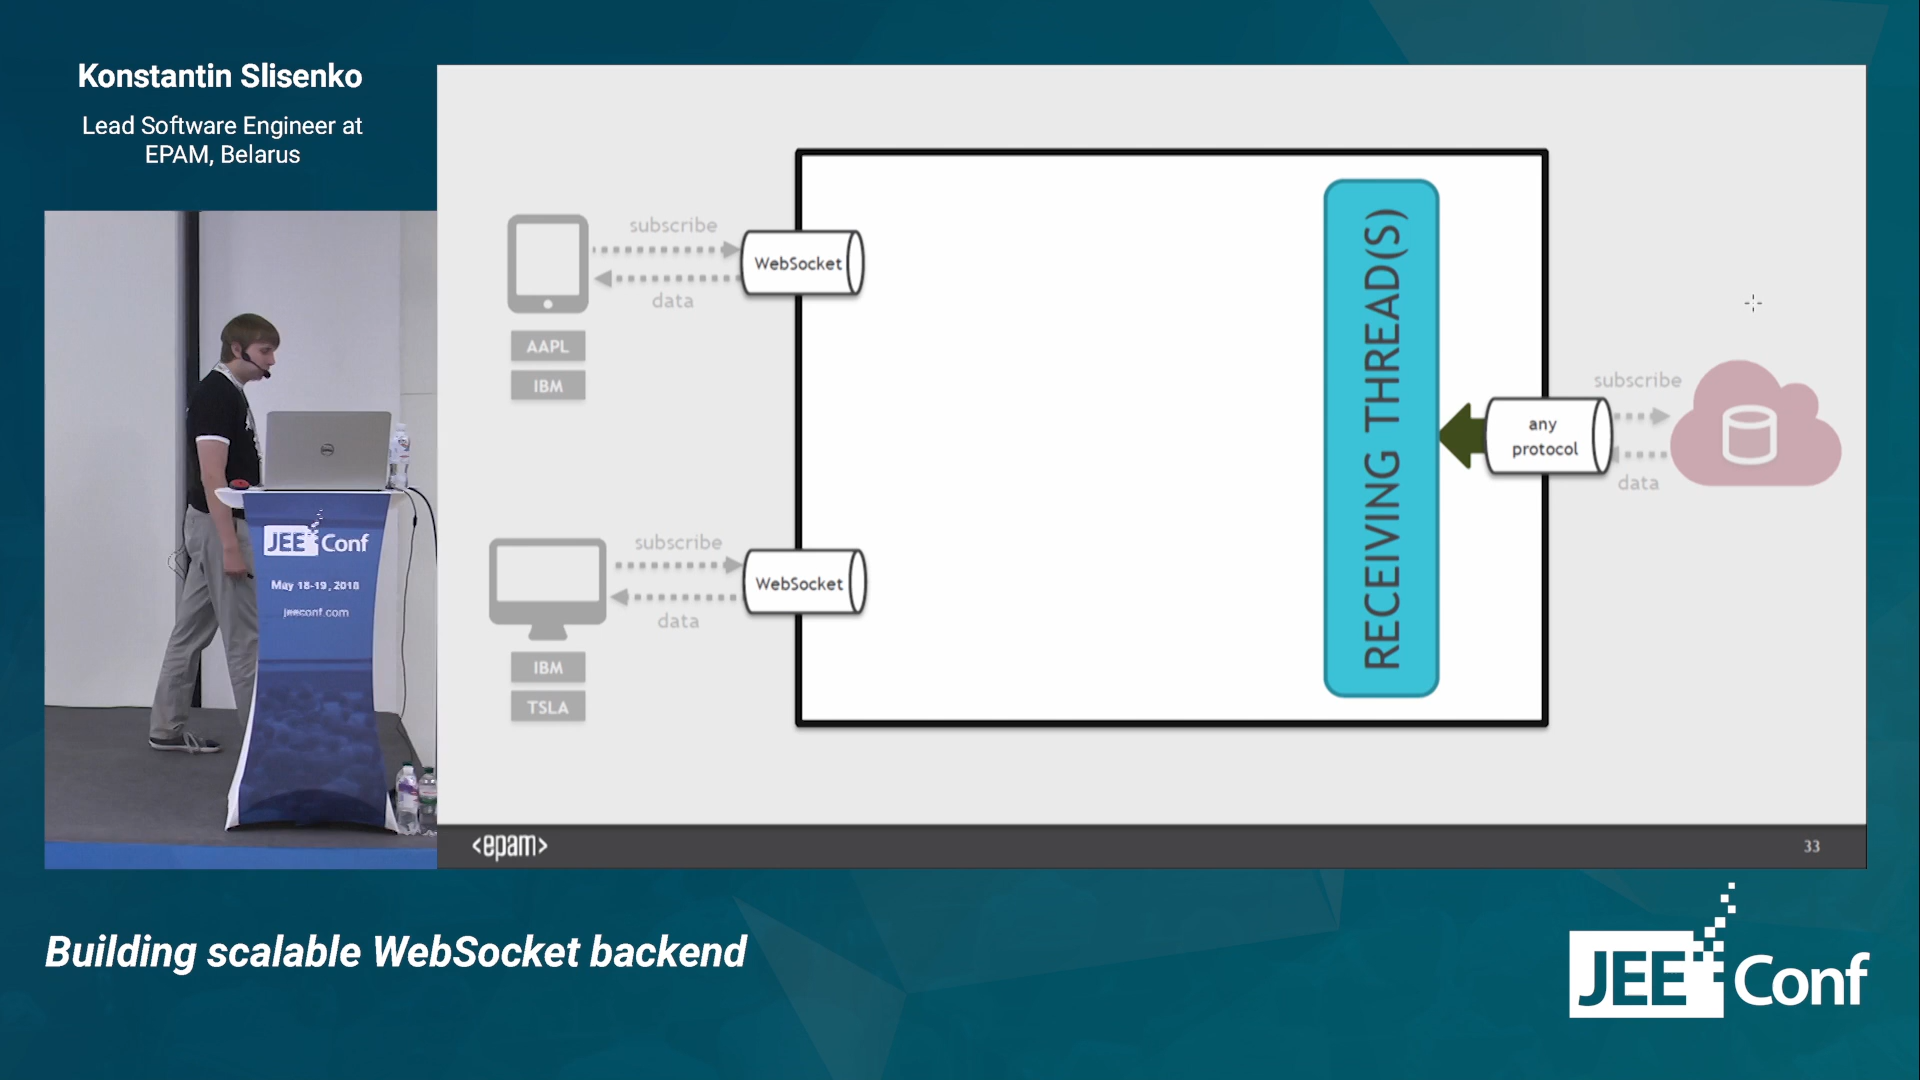 Konstantin Slisenko
Lead Software Engineer at
EPAM, Belarus
JEE Conf
May 18-19, 2018
jeeconf.com
subscribe
WebSocket
data
AAPL
IBM
subscribe
WebSocket
data
IBM
TSLA
RECEIVING THREAD(S)
any
protocol
subscribe
data
<epam>
33
Building scalable WebSocket backend
JEE Conf